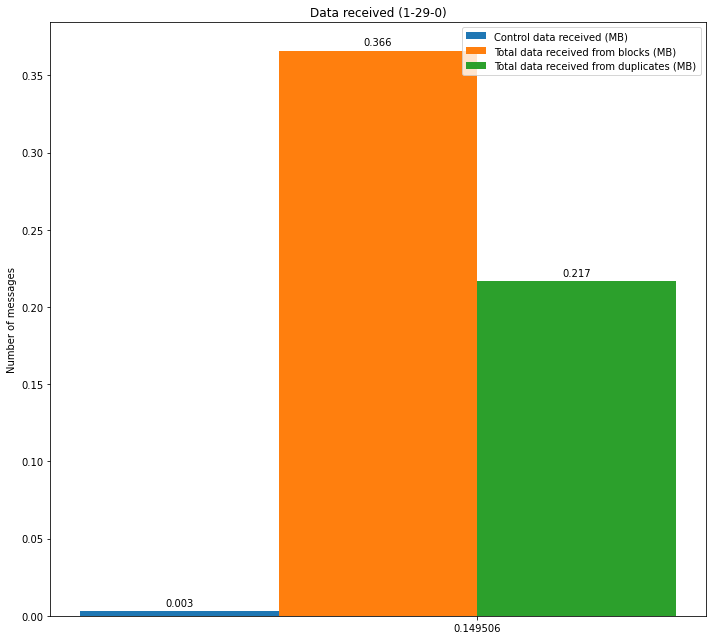 Data received (1-29-0)
Control data received (MB)
Total data received from blocks (MB)
Total data received from duplicates (MB)
0.366
0.217
0.003
Number of messages
0.35
0.30
0.25
0.20
0.15
0.10
0.05
0.00
0.149506